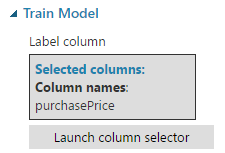 Train Model
Label column
Selected columns:
Column names:
purchasePrice
Launch column selector